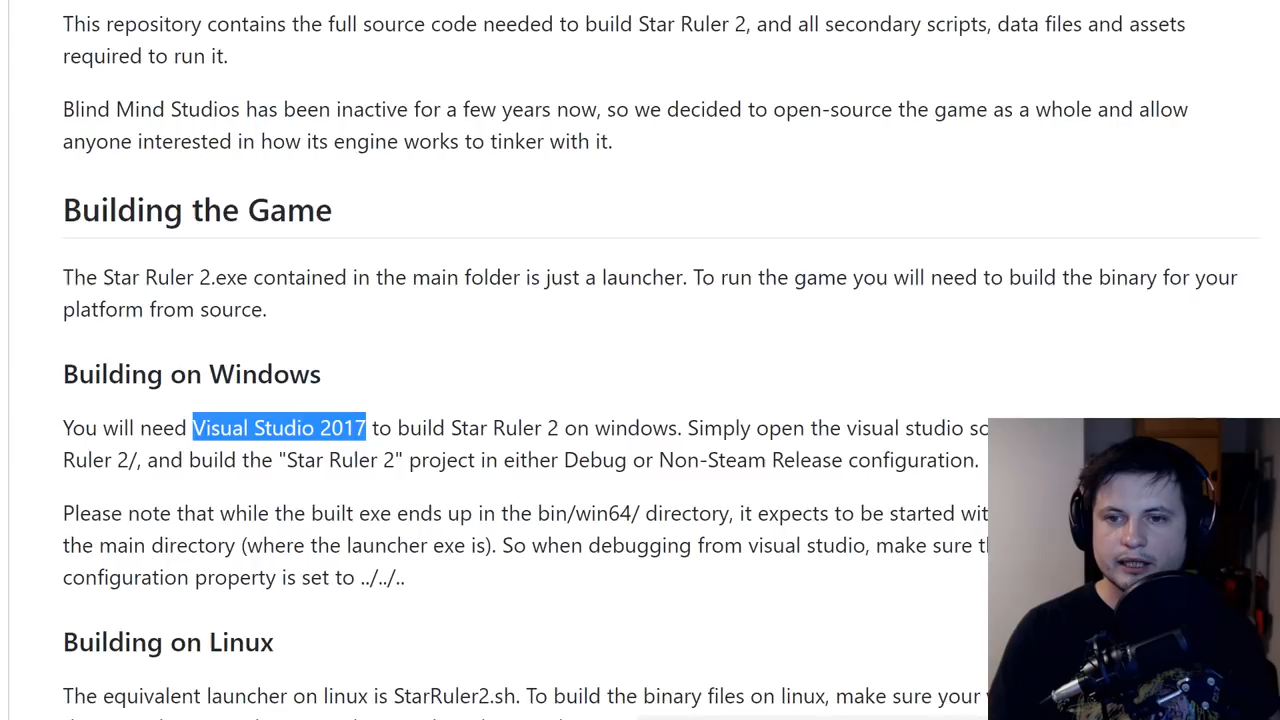 This repository contains the full source code needed to build Star Ruler 2, and all secondary scripts, data files and assets
required to run it.
Blind Mind Studios has been inactive for a few years now, so we decided to open-source the game as a whole and allow
anyone interested in how its engine works to tinker with it.
Building the Game
The Star Ruler 2.exe contained in the main folder is just a launcher. To run the game you will need to build the binary for your
platform from source.
Building on Windows
You will need Visual Studio 2017 to build Star Ruler 2 on windows. Simply open the visual studio
Ruler 2/, and build the "Star Ruler 2" project in either Debug or Non-Steam Release configuration.
Please note that while the built exe ends up in the bin/win64/ directory, it expects to be started
the main directory (where the launcher exe is). So when debugging from visual studio, make sure
configuration property is set to ../../..
Building on Linux
The equivalent launcher on linux is StarRuler2.sh. To build the binary files on linux, make sure your